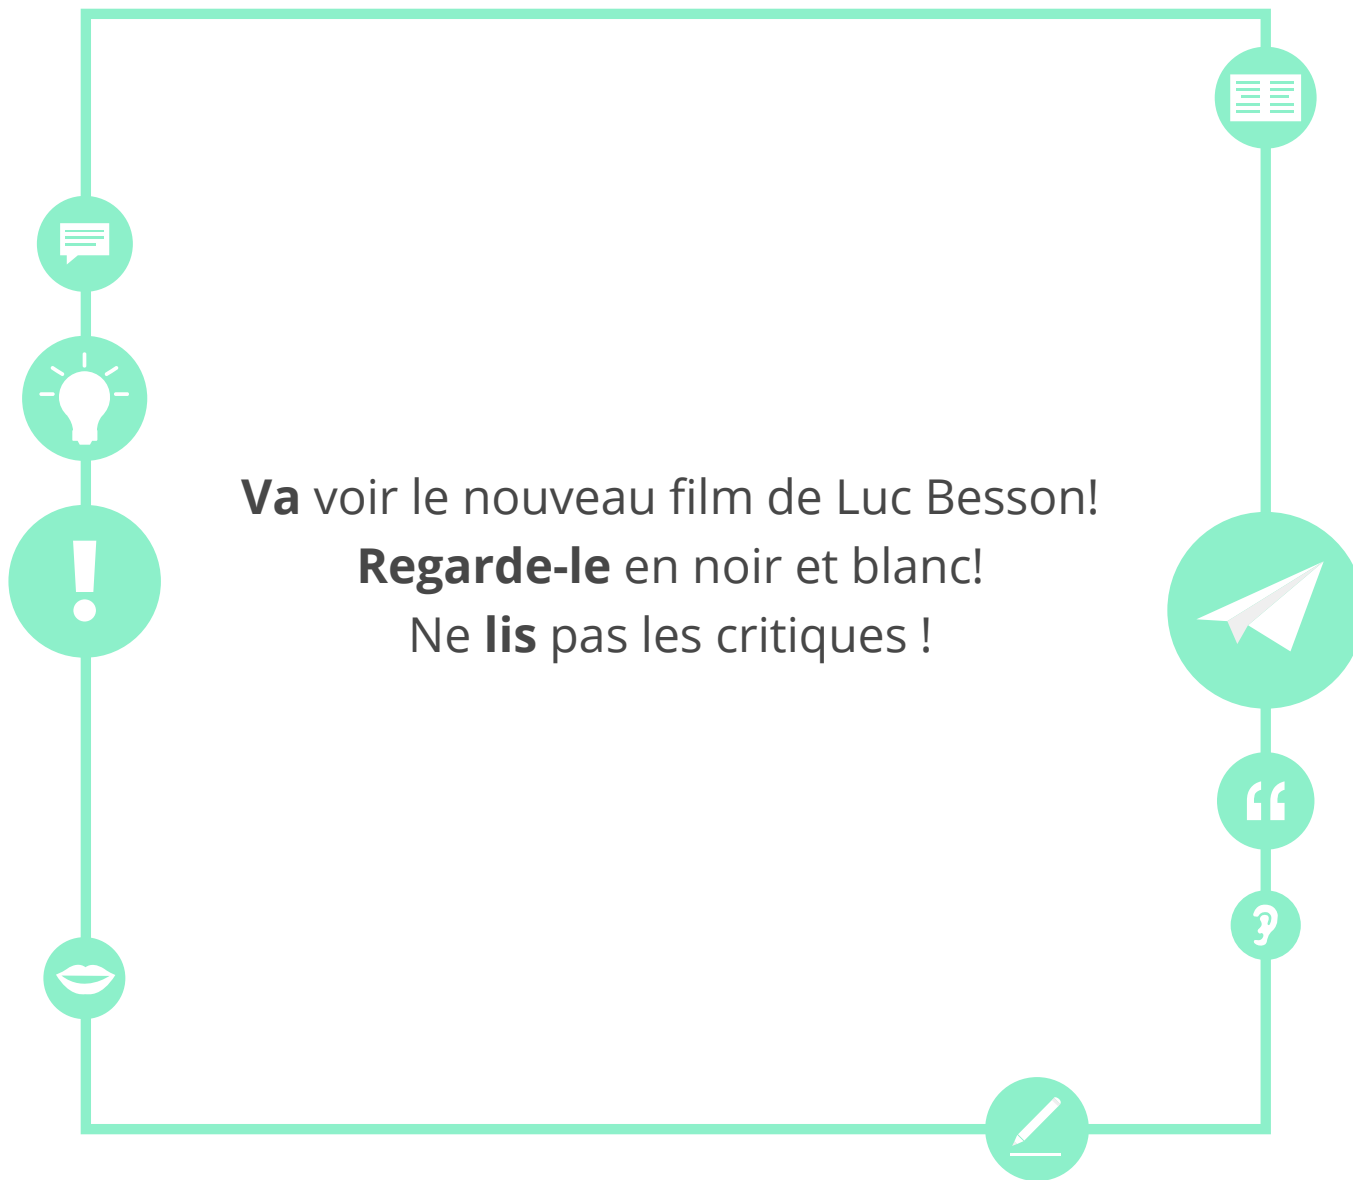 Va voir le nouveau film de Luc Besson!
Regarde-le en noir et blanc!
Ne lis pas les critiques !